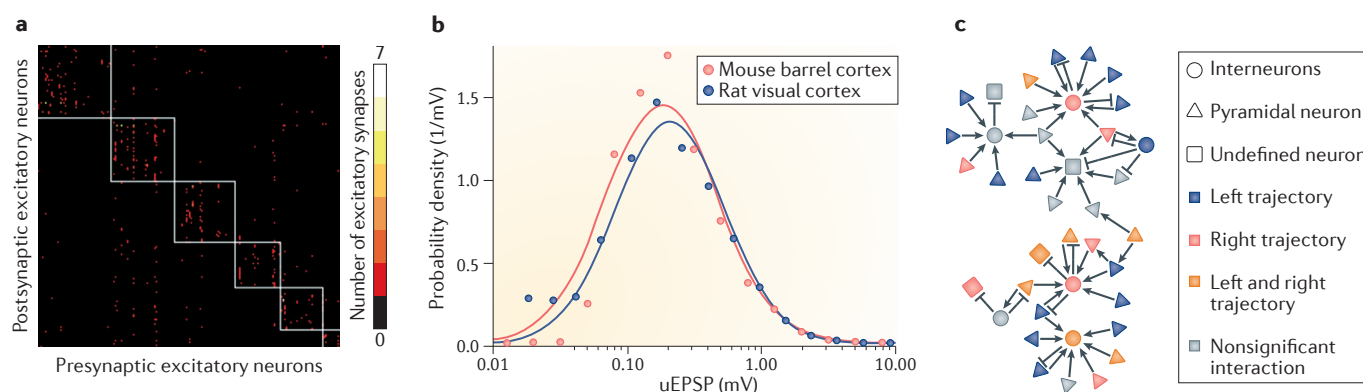 a
Postsynaptic excitatory neurons
Presynaptic excitatory neurons
7
Number of excitatory synapses
0
b
Probability density (1/mV)
1.5
1.0
0.5
0.0
0.01
0.10
1.00
10.00
uEPSP (mV)
Mouse barrel cortex
Rat visual cortex
c
Interneurons
Pyramidal neuron
Undefined neuron
Left trajectory
Right trajectory
Left and right
trajectory
Nonsignificant
interaction